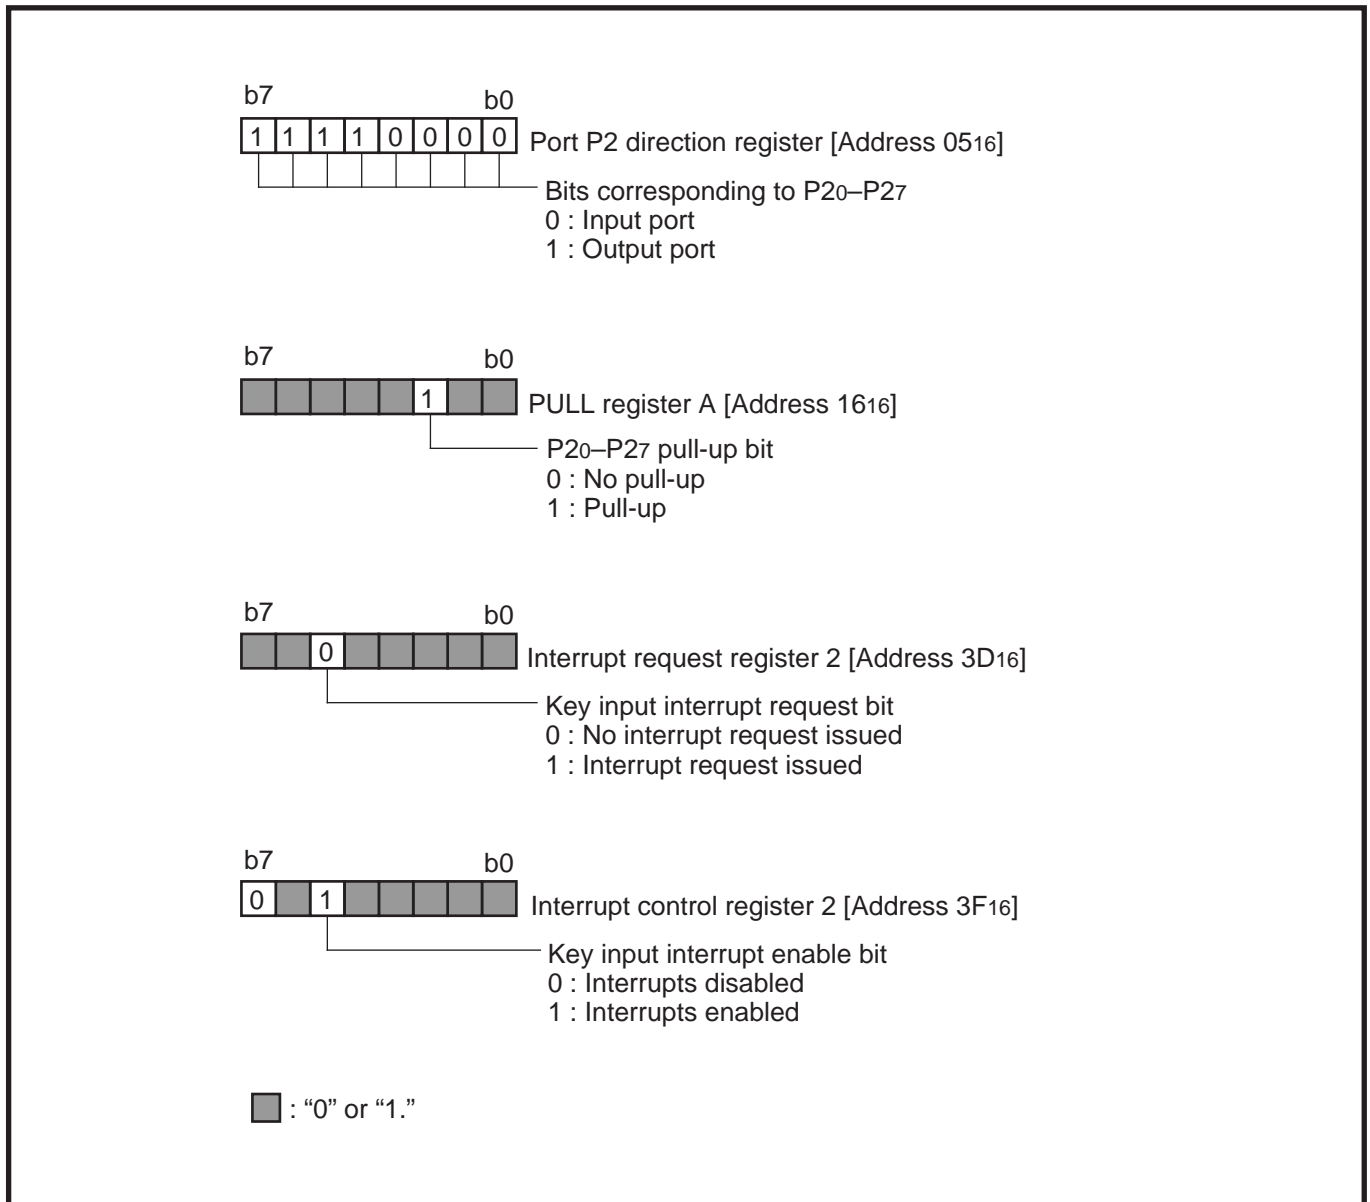 b7 b0
1 1 1 1 0 0 0 0 Port P2 direction register [Address 0516]
Bits corresponding to P20–P27
0 : Input port
1 : Output port
b7 b0
1 PULL register A [Address 1616]
P20–P27 pull-up bit
0 : No pull-up
1 : Pull-up
b7 b0
0 Interrupt request register 2 [Address 3D16]
Key input interrupt request bit
0 : No interrupt request issued
1 : Interrupt request issued
b7 b0
0 1 Interrupt control register 2 [Address 3F16]
Key input interrupt enable bit
0 : Interrupts disabled
1 : Interrupts enabled
: “0” or “1.”